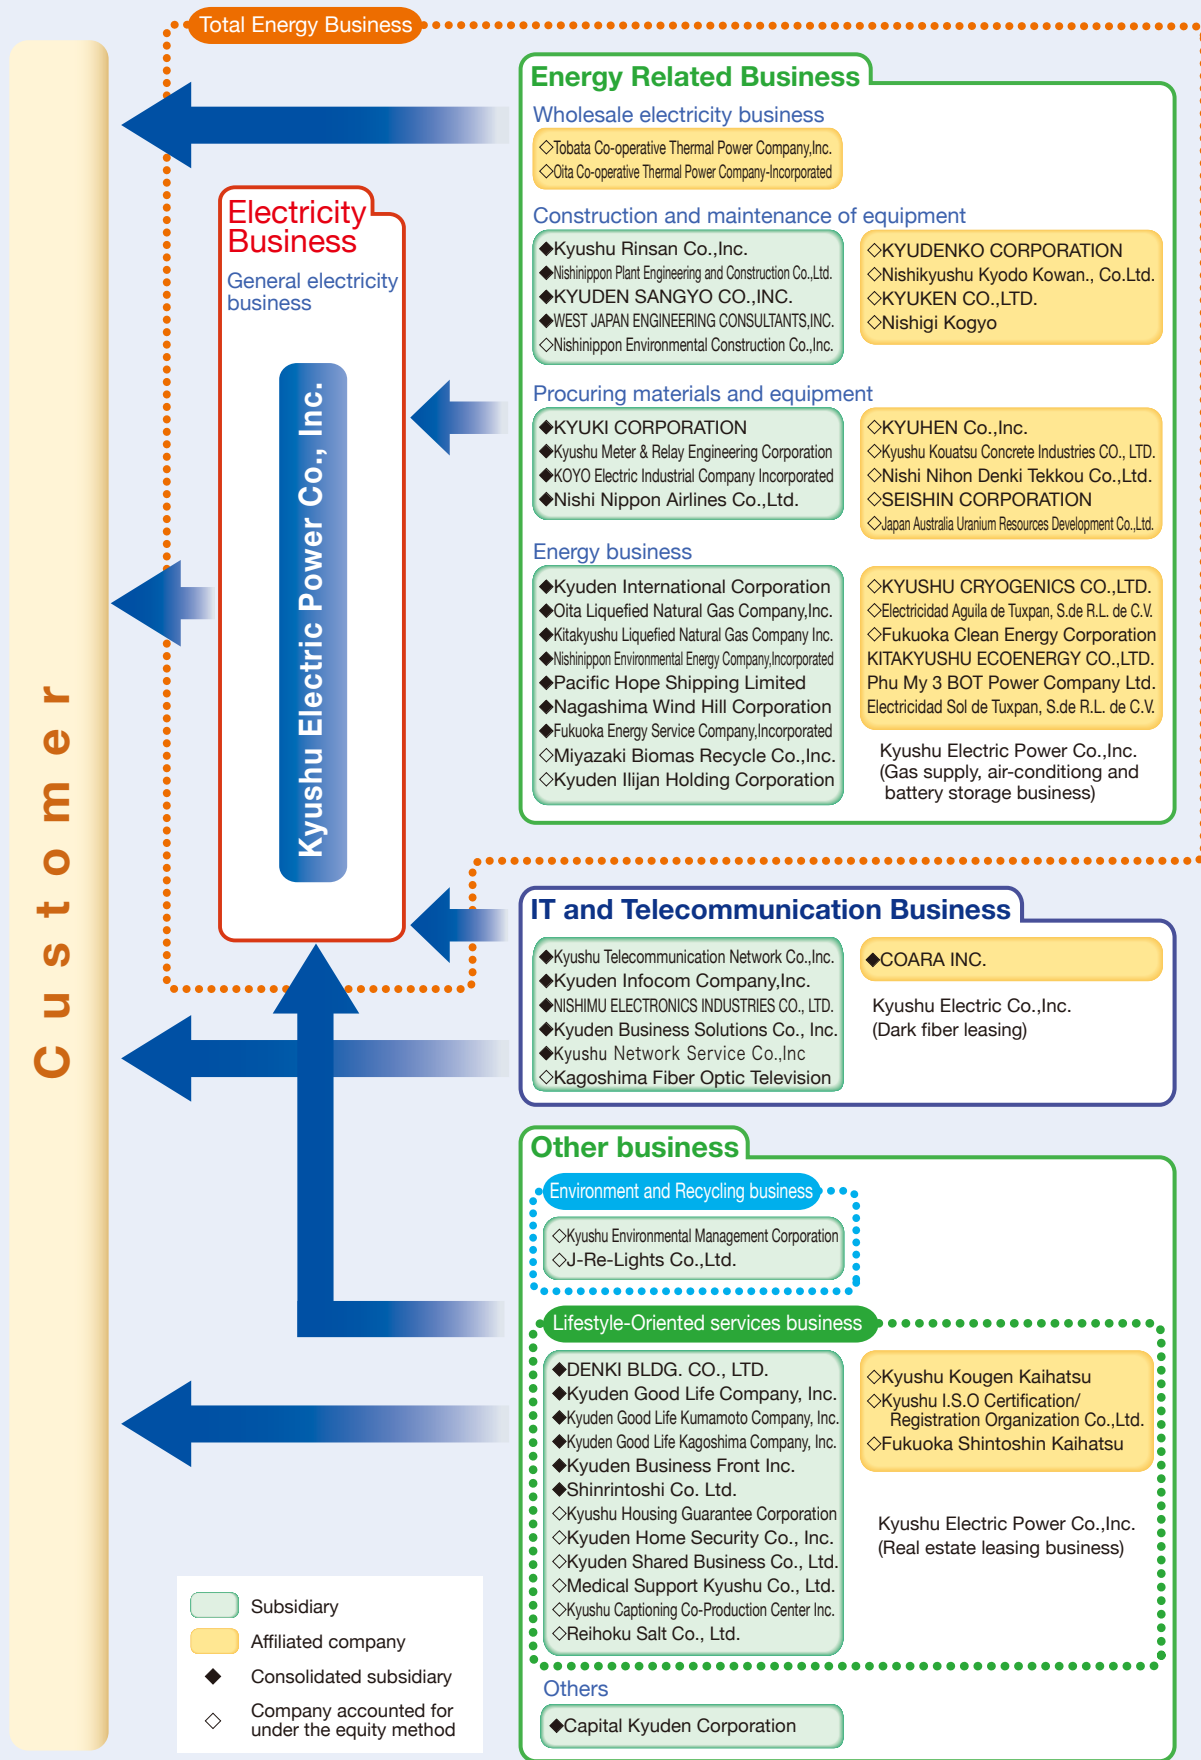 Total Energy Business
Customer
Electricity
Business
General electricity
business
Kyushu Electric Power Co., Inc.
Energy Related Business
Wholesale electricity business
◇Tobata Co-operative Thermal Power Company,Inc.
◇Oita Co-operative Thermal Power Company-Incorporated
Construction and maintenance of equipment
◆Kyushu Rinsan Co.,Inc.
◆Nishinippon Plant Engineering and Construction Co.,Ltd.
◆KYUDEN SANGYO CO.,INC.
◆WEST JAPAN ENGINEERING CONSULTANTS,INC.
◇Nishinippon Environmental Construction Co.,Inc.
◇KYUDENKO CORPORATION
◇Nishikyushu Kyodo Kowan., Co.Ltd.
◇KYUKEN CO.,LTD.
◇Nishigi Kogyo
Procuring materials and equipment
◆KYUKI CORPORATION
◆Kyushu Meter & Relay Engineering Corporation
◆KOYO Electric Industrial Company Incorporated
◆Nishi Nippon Airlines Co.,Ltd.
◇KYUHEN Co.,Inc.
◇Kyushu Kouatsu Concrete Industries CO., LTD.
◇Nishi Nihon Denki Tekkou Co.,Ltd.
◇SEISHIN CORPORATION
◇Japan Australia Uranium Resources Development Co.,Ltd.
Energy business
◆Kyuden International Corporation
◆Oita Liquefied Natural Gas Company,Inc.
◆Kitakyushu Liquefied Natural Gas Company Inc.
◆Nishinippon Environmental Energy Company,Incorporated
◆Pacific Hope Shipping Limited
◆Nagashima Wind Hill Corporation
◆Fukuoka Energy Service Company,Incorporated
◇Miyazaki Biomas Recycle Co.,Inc.
◇Kyuden Ilijan Holding Corporation
◇KYUSHU CRYOGENICS CO.,LTD.
◇Electricidad Aguila de Tuxpan, S.de R.L. de C.V.
◇Fukuoka Clean Energy Corporation
KITAKYUSHU ECOENERGY CO.,LTD.
Phu My 3 BOT Power Company Ltd.
Electricidad Sol de Tuxpan, S.de R.L. de C.V.
Kyushu Electric Power Co.,Inc.
(Gas supply, air-conditiong and
battery storage business)
IT and Telecommunication Business
◆Kyushu Telecommunication Network Co.,Inc.
◆Kyuden Infocom Company,Inc.
◆NISHIMU ELECTRONICS INDUSTRIES CO., LTD.
◆Kyuden Business Solutions Co., Inc.
◆Kyushu Network Service Co.,Inc
◇Kagoshima Fiber Optic Television
◆COARA INC.
Kyushu Electric Co.,Inc.
(Dark fiber leasing)
Other business
Environment and Recycling business
◇Kyushu Environmental Management Corporation
◇J-Re-Lights Co.,Ltd.
Lifestyle-Oriented services business
◆DENKI BLDG. CO., LTD.
◆Kyuden Good Life Company, Inc.
◆Kyuden Good Life Kumamoto Company, Inc.
◆Kyuden Good Life Kagoshima Company, Inc.
◆Kyuden Business Front Inc.
◆Shinrintoshi Co. Ltd.
◇Kyushu Housing Guarantee Corporation
◇Kyuden Home Security Co., Inc.
◇Kyuden Shared Business Co., Ltd.
◇Medical Support Kyushu Co., Ltd.
◇Kyushu Captioning Co-Production Center Inc.
◇Reihoku Salt Co., Ltd.
◇Kyushu Kougen Kaihatsu
◇Kyushu I.S.O Certification/
Registration Organization Co.,Ltd.
◇Fukuoka Shintoshin Kaihatsu
Kyushu Electric Power Co.,Inc.
(Real estate leasing business)
Others
◆Capital Kyuden Corporation
Subsidiary
Affiliated company
◆ Consolidated subsidiary
◇ Company accounted for
under the equity method